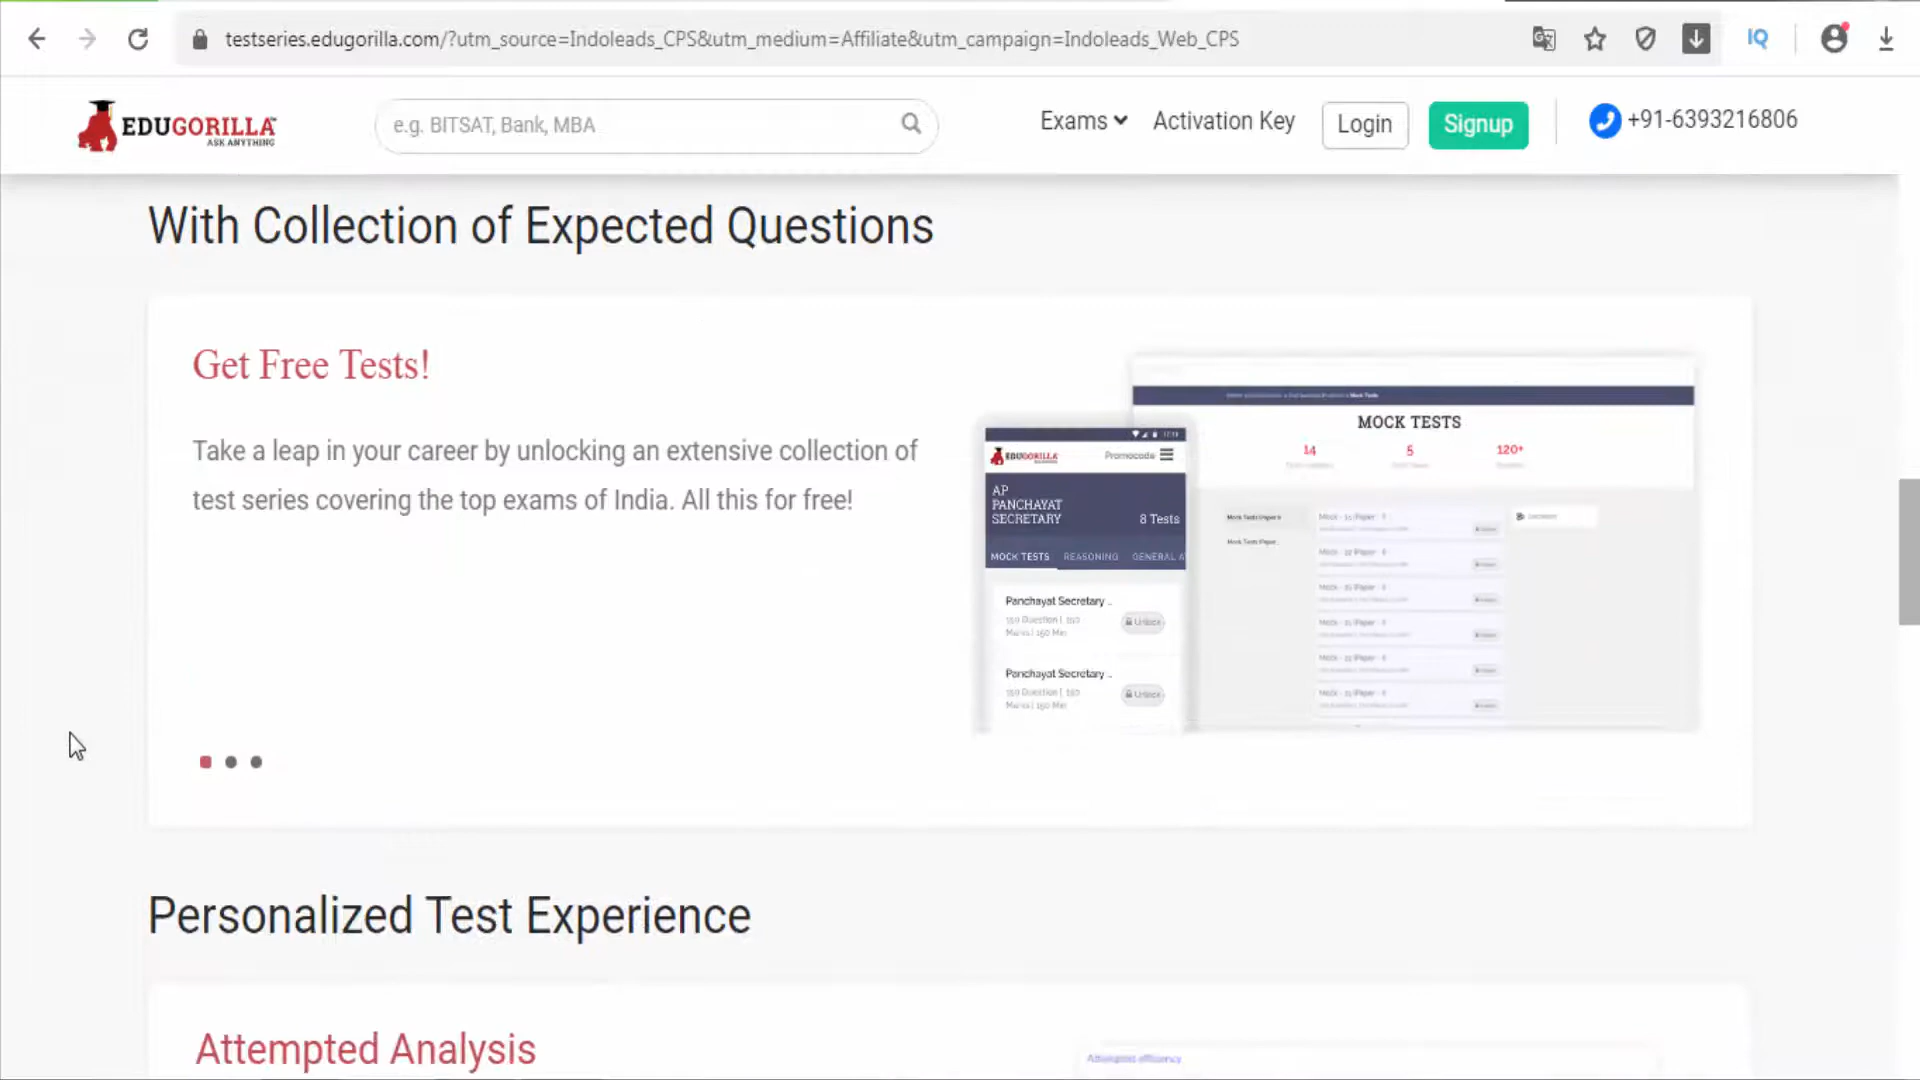 testseries.edugorilla.com/?utm_source=Indoleads_CPS&utm_medium=Affiliate&utm_campaign=Indoleads_Web_CPS
IQ
EDUGORILLA
ASK ANYTHING
e.g. BITSAT, Bank, MBA
Exams
Activation Key
Login
Signup
+91-6393216806
With Collection of Expected Questions
Get Free Tests!
Take a leap in your career by unlocking an extensive collection of
test series covering the top exams of India. All this for free!
MOCK TESTS
14 5 120+
EDUGORILLA
Promocode
AP
PANCHAYAT
SECRETARY
8 Tests
MOCK TESTS REASONING GENERAL A
Panchayat Secretary ..
Unlock
Panchayat Secretary ..
Unlock
Personalized Test Experience
Attempted Analysis
Attempted efficiency